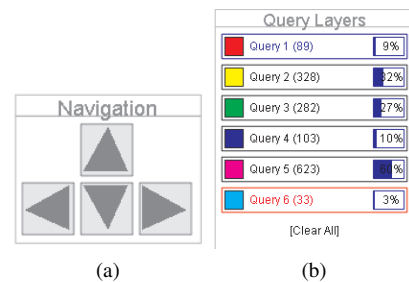 Navigation
(a)
Query Layers
Query 1 (89) 9%
Query 2 (328) 32%
Query 3 (282) 27%
Query 4 (103) 10%
Query 5 (623) 60%
Query 6 (33) 3%
[Clear All]
(b)